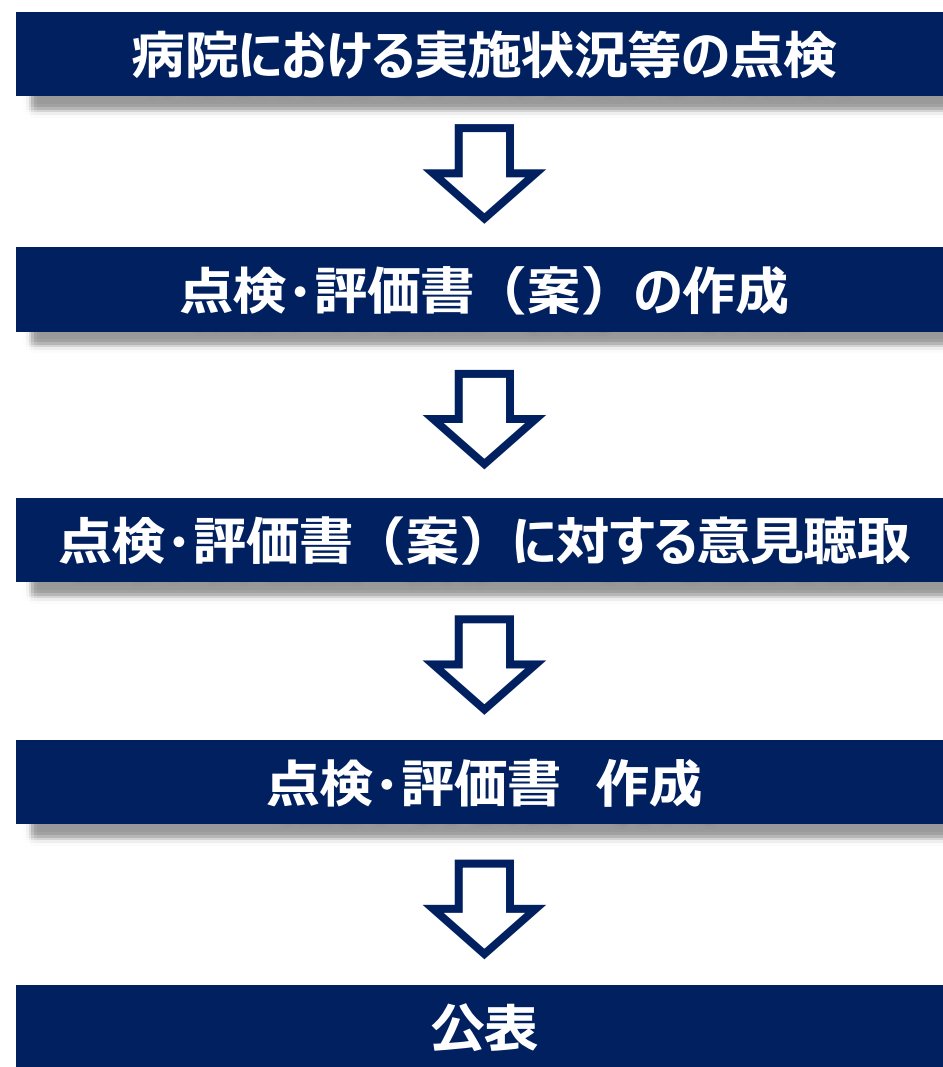 病院における実施状況等の点検
点検・評価書（案）の作成
点検・評価書（案）に対する意見聴取
点検・評価書　作成
公表